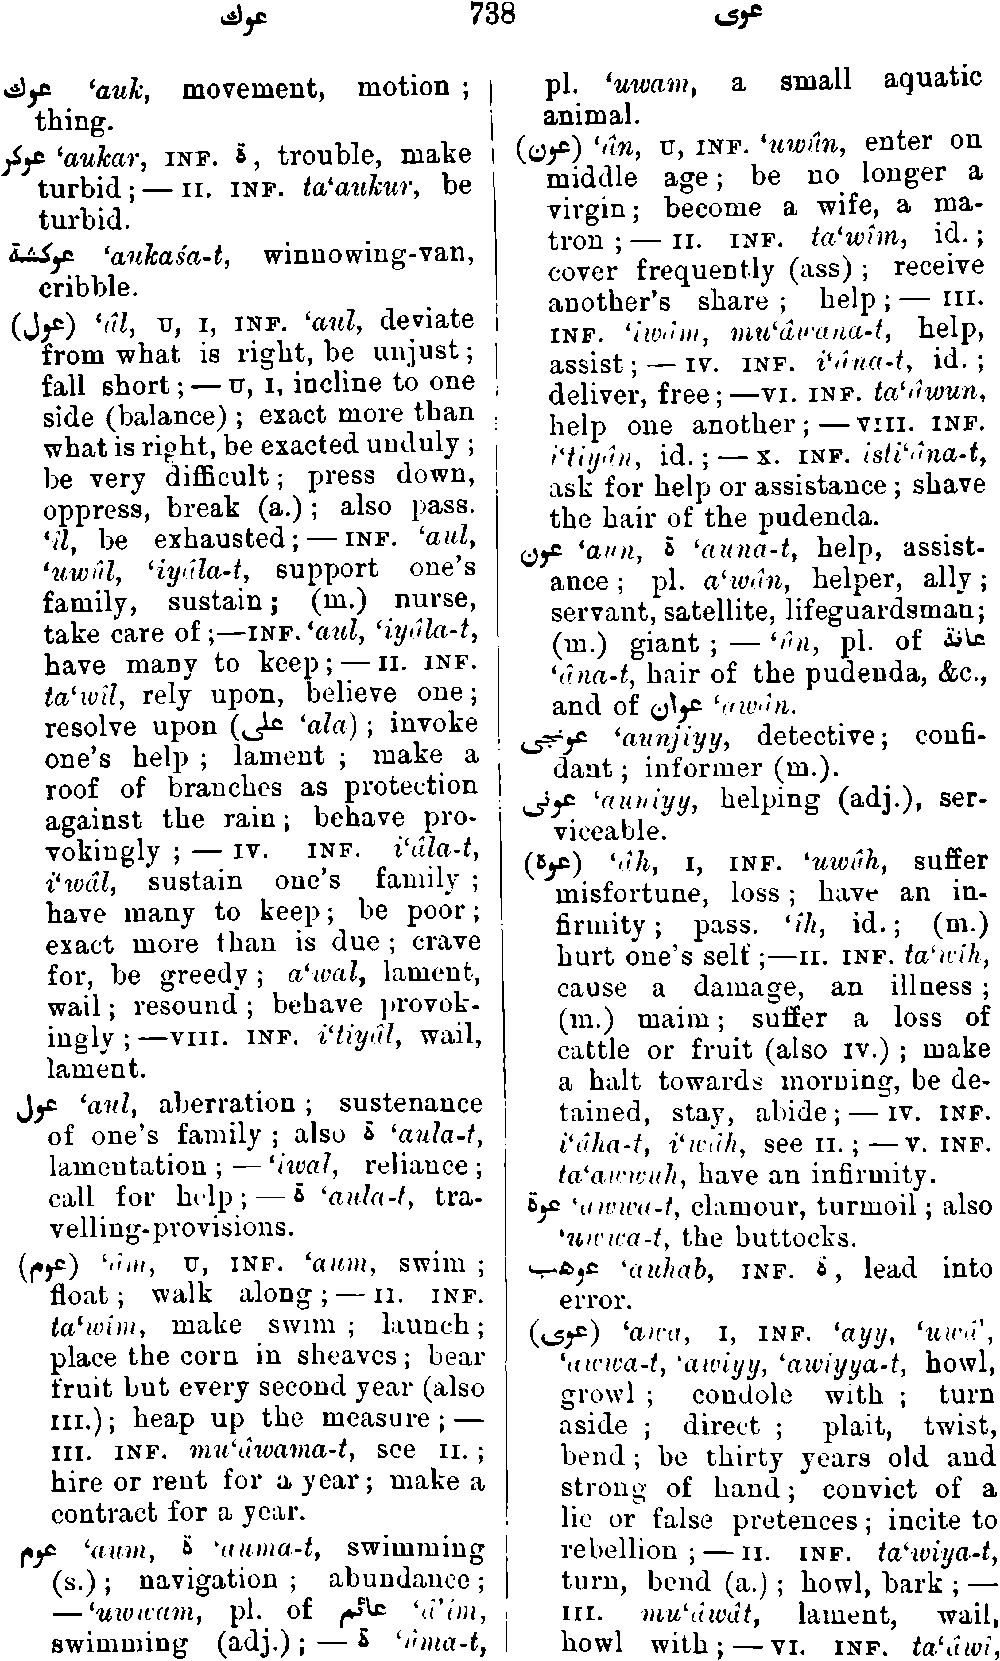 عوك 738 عوى
عوك ‘auk, movement, motion ;
thing.
عوكر ‘aukar, INF. ة, trouble, make
turbid ; — II. INF. ta‘aukur, be
turbid.
عوكشة ‘aukaśa-t, winnowing-van,
cribble.
(عول) ‘âl, U, I, INF. ‘aul, deviate
from what is right, be unjust ;
fall short ; — U, I, incline to one
side (balance) ; exact more than
what is right, be exacted unduly ;
be very difficult ; press down,
oppress, break (a.) ; also pass.
‘îl, be exhausted ; — INF. ‘aul,
‘uwûl, ‘iyâla-t, support one's
family, sustain ; (m.) nurse,
take care of ;—INF. ‘aul, ‘iyâla-t,
have many to keep ; — II. INF.
ta‘wîl, rely upon, believe one ;
resolve upon (على ‘ala) ; invoke
one's help ; lament ; make a
roof of branches as protection
against the rain ; behave pro-
vokingly ; — IV. INF. i‘âla-t,
i‘wâl, sustain one's family ;
have many to keep ; be poor ;
exact more than is due ; crave
for, be greedy ; a‘wal, lament,
wail ; resound ; behave provok-
ingly ;—VIII. INF. i‘tiyâl, wail,
lament.
عول ‘aul, aberration ; sustenance
of one's family ; also ة ‘aula-t,
lamentation ; — ‘iwal, reliance ;
call for help ; — ة ‘aula-t, tra-
velling-provisions.
(عوم) ‘âm, U, INF. ‘aum, swim ;
float ; walk along ; — II. INF.
ta‘wîm, make swim ; launch ;
place the corn in sheaves ; bear
fruit but every second year (also
III.) ; heap up the measure ; —
III. INF. mu‘âwama-t, see II. ;
hire or rent for a year ; make a
contract for a year.
عوم ‘aum, ة ‘auma-t, swimming
(s.) ; navigation ; abundance ;
— ‘uwwam, pl. of عائم ‘â’im,
swimming (adj.) ; — ة ‘âma-t,
pl. ‘uwam, a small aquatic
animal.
(عون) ‘ân, U, INF. ‘uwûn, enter on
middle age ; be no longer a
virgin ; become a wife, a ma-
tron ; — II. INF. ta‘wîm, id. ;
cover frequently (ass) ; receive
another's share ; help ; — III.
INF. ‘iwâm, mu‘âwana-t, help,
assist ; — IV. INF. i‘âna-t, id. ;
deliver, free ;—VI. INF. ta‘âwun,
help one another ; — VIII. INF.
i‘tiyân, id. ; — X. INF. isti‘âna-t,
ask for help or assistance ; shave
the hair of the pudenda.
عون ‘aun, ة ‘auna-t, help, assist-
ance ; pl. a‘wân, helper, ally ;
servant, satellite, lifeguardsman ;
(m.) giant ; — ‘ûn, pl. of عانة
‘âna-t, hair of the pudenda, &c.,
and of عوان ‘awân.
عونجى ‘aunjiyy, detective ; confi-
dant ; informer (m.).
عونى ‘auniyy, helping (adj.), ser-
viceable.
(عوه) ‘âh, I, INF. ‘uwûh, suffer
misfortune, loss ; have an in-
firmity ; pass. ‘îh, id. ; (m.)
hurt one's self ;—II. INF. ta‘wîh,
cause a damage, an illness ;
(m.) maim ; suffer a loss of
cattle or fruit (also IV.) ; make
a halt towards morning, be de-
tained, stay, abide ; — IV. INF.
i‘âha-t, i‘wâh, see II. ; — V. INF.
ta‘awwuh, have an infirmity.
عوة ‘awwa-t, clamour, turmoil ; also
‘uwwa-t, the buttocks.
عوهب ‘auhab, INF. ة, lead into
error.
(عوى) ‘awa, I, INF. ‘ayy, ‘uwâ’,
‘awwa-t, ‘awiyy, ‘awiyya-t, howl,
growl ; condole with ; turn
aside ; direct ; plait, twist,
bend ; be thirty years old and
strong of hand ; convict of a
lie or false pretences ; incite to
rebellion ; — II. INF. ta‘wiya-t,
turn, bend (a.) ; howl, bark ; —
III. mu‘âwât, lament, wail,
howl with ; — VI. INF. ta‘âwî,